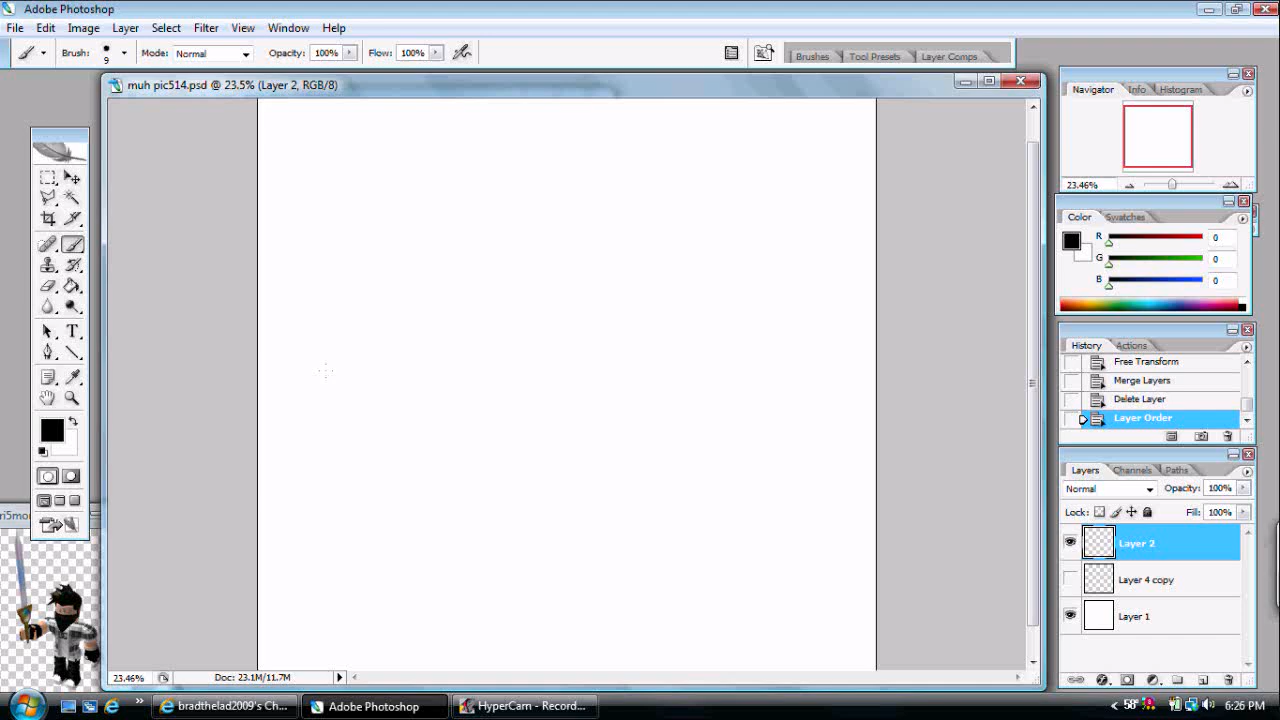 Adobe Photoshop
File Edit Image Layer Select Filter View Window Help
Brush: 9 Mode: Normal Opacity: 100% Flow: 100% Brushes Tool Presets Layer Comps
muh pic514.psd @ 23.5% (Layer 2, RGB/8)
Navigator Info Histogram
23.46%
Color Swatches
R 0
G 0
B 0
History Actions
Free Transform
Merge Layers
Delete Layer
Layer Order
Layers Channels Paths
Normal Opacity: 100%
Lock: Fill: 100%
Layer 2
Layer 4 copy
Layer 1
T
23.46% Doc: 23.1M/11.7M
bradthelad2009's Ch... Adobe Photoshop HyperCam - Record... 58° 6:26 PM